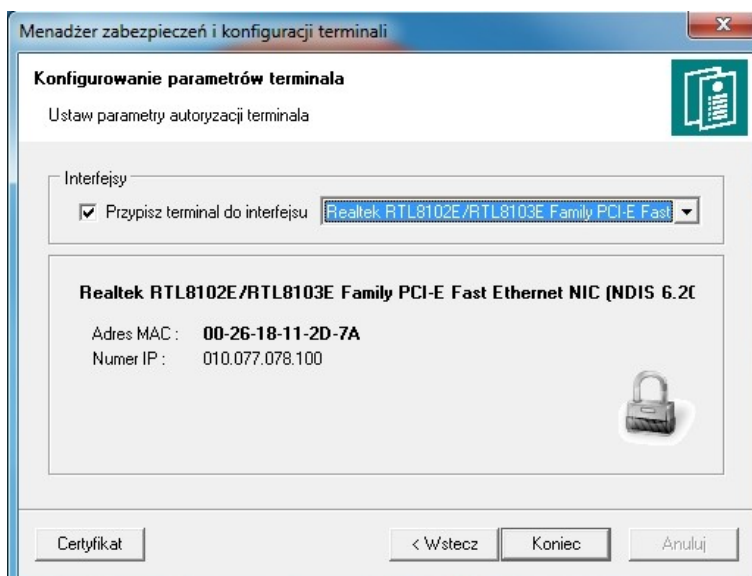 Menadżer zabezpieczeń i konfiguracji terminali
Konfigurowanie parametrów terminala
Ustaw parametry autoryzacji terminala
Interfejsy
Przypisz terminal do interfejsu Realtek RTL8102E/RTL8103E Family PCI-E Fast
Realtek RTL8102E/RTL8103E Family PCI-E Fast Ethernet NIC (NDIS 6.20
Adres MAC : 00-26-18-11-2D-7A
Numer IP : 010.077.078.100
Certyfikat < Wstecz Koniec Anuluj